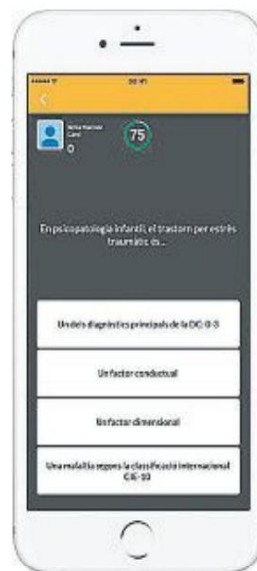 75
0
En psicopatologia infantil, el trastorn per estrès
traumàtic és...
Un dels diagnòstics principals de la DC: 0-3
Un factor conductual
Un factor dimensional
Una malaltia segons la classificació internacional
CIE-10